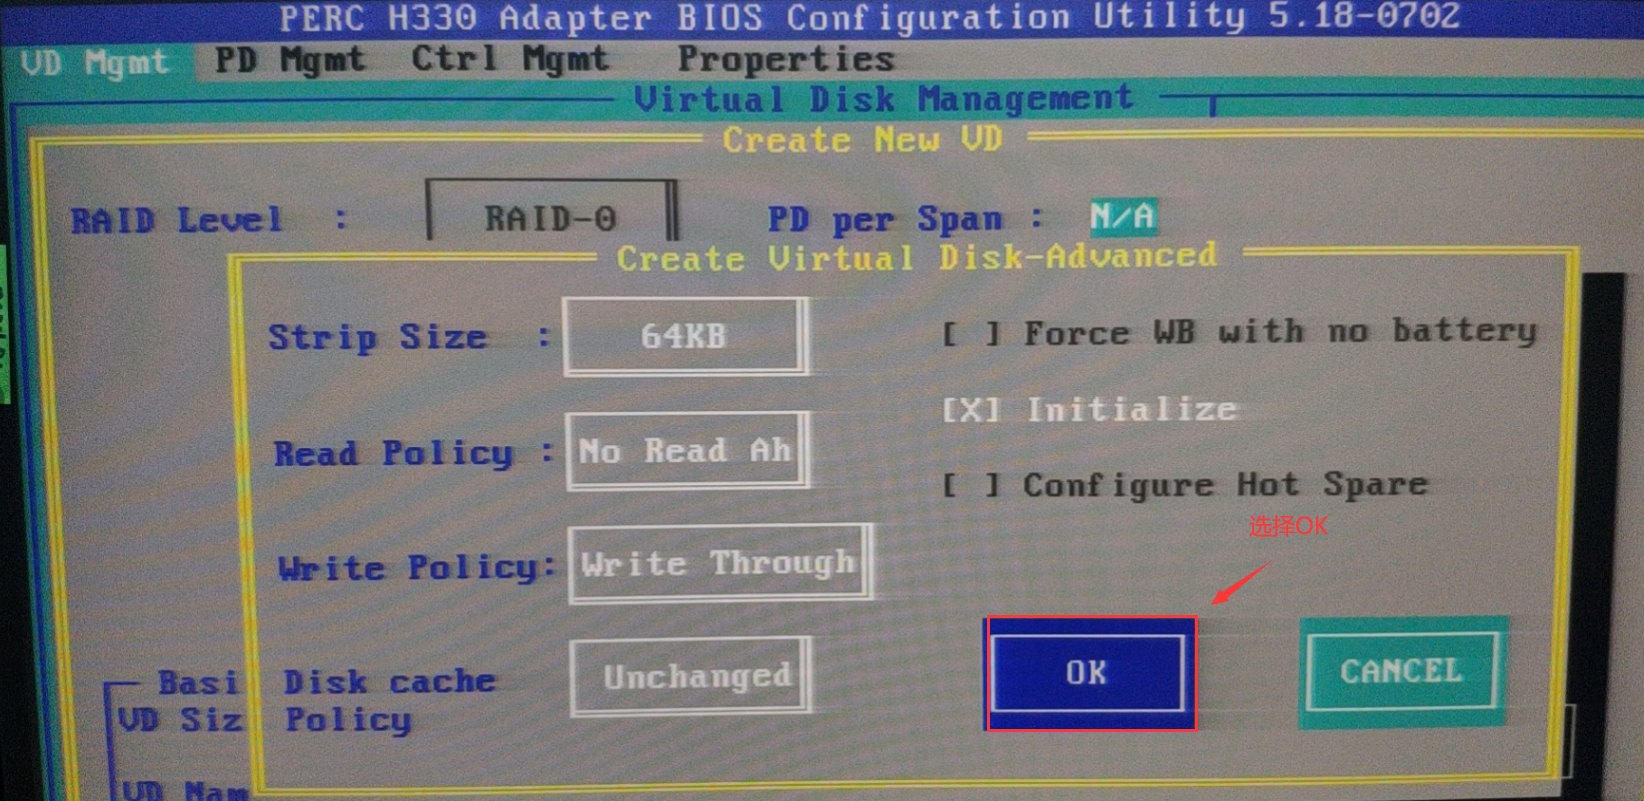 PERC H330 Adapter BIOS Configuration Utility 5.18-0702
VD Mgmt PD Mgmt Ctrl Mgmt Properties
Virtual Disk Management
Create New VD
RAID Level : RAID-0 PD per Span : N/A
Create Virtual Disk-Advanced
Strip Size : 64KB [ ] Force WB with no battery
[X] Initialize
Read Policy : No Read Ah
[ ] Configure Hot Spare
选择OK
Write Policy: Write Through
OK CANCEL
Basi Disk cache Unchanged
VD Siz Policy
VD Nam